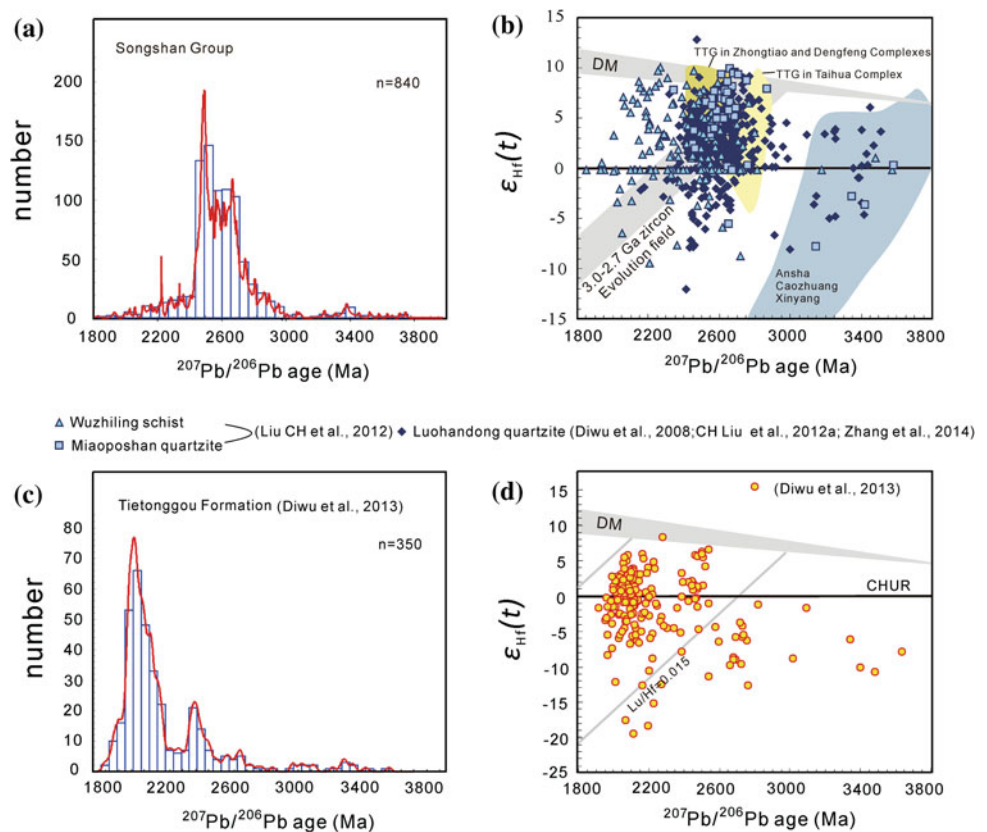 (a)
Songshan Group
n=840
number
200
150
100
50
0
1800 2200 2600 3000 3400 3800
207Pb/206Pb age (Ma)
(b)
15
10
5
0
-5
-10
-15
εHf(t)
DM
TTG in Zhongtiao and Dengfeng Complexes
TTG in Taihua Complex
3.0-2.7 Ga zircon
Evolution field
Ansha
Caozhuang
Xinyang
2200 2600 3000 3400 3800
207Pb/206Pb age (Ma)
Wuzhiling schist
Miaoposhan quartzite
(Liu CH et al., 2012)
Luohandong quartzite (Diwu et al., 2008;CH Liu et al., 2012a; Zhang et al., 2014)
(c)
Tietonggou Formation (Diwu et al., 2013)
n=350
number
80
70
60
50
40
30
20
10
0
1800 2200 2600 3000 3400 3800
207Pb/206Pb age (Ma)
(d)
(Diwu et al., 2013)
15
10
5
0
-5
-10
-15
-20
-25
εHf(t)
DM
CHUR
Lu/Hf=0.015
1800 2200 2600 3000 3400 3800
207Pb/206Pb age (Ma)